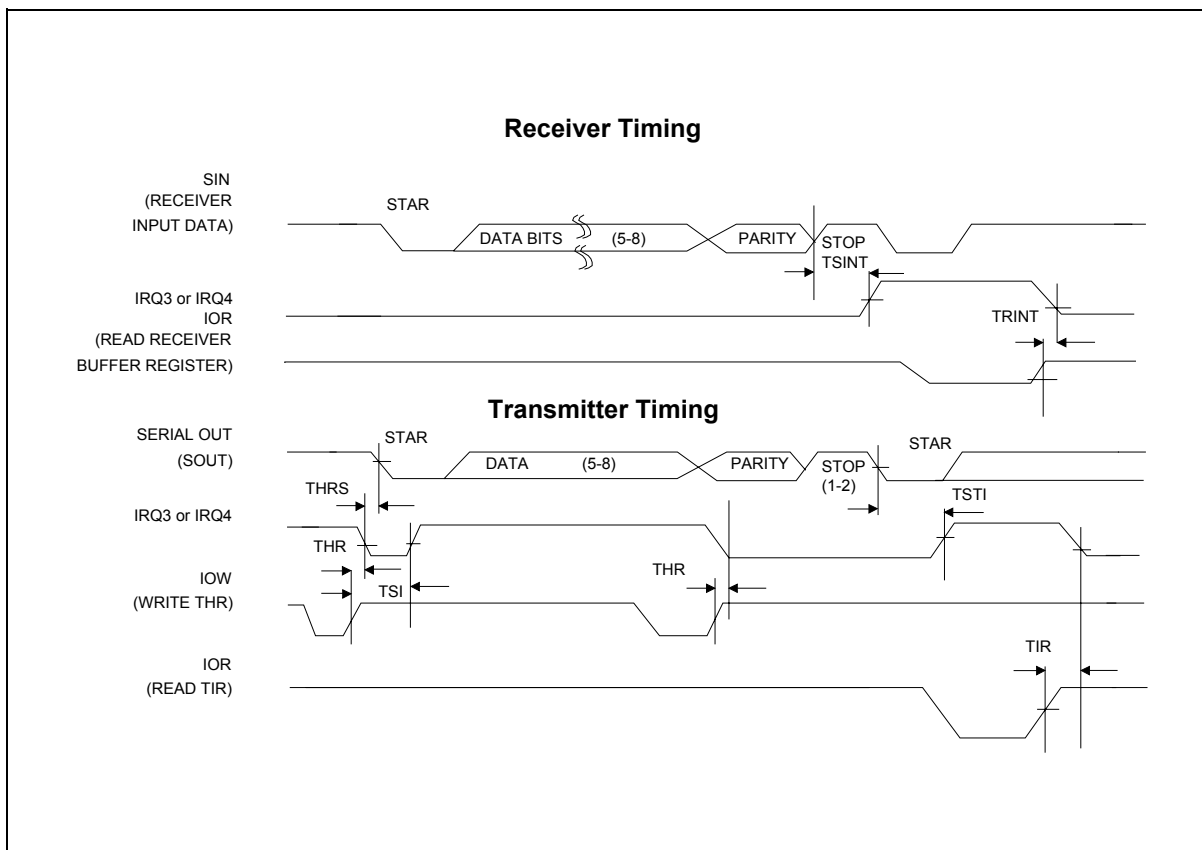 Receiver Timing
SIN
(RECEIVER
INPUT DATA)
STAR
DATA BITS (5-8)
PARITY
STOP
TSINT
IRQ3 or IRQ4
IOR
(READ RECEIVER
BUFFER REGISTER)
TRINT
Transmitter Timing
SERIAL OUT
(SOUT)
STAR
DATA (5-8)
PARITY
STOP
(1-2)
STAR
THRS
TSTI
IRQ3 or IRQ4
THR
THR
IOW
(WRITE THR)
TSI
IOR
(READ TIR)
TIR